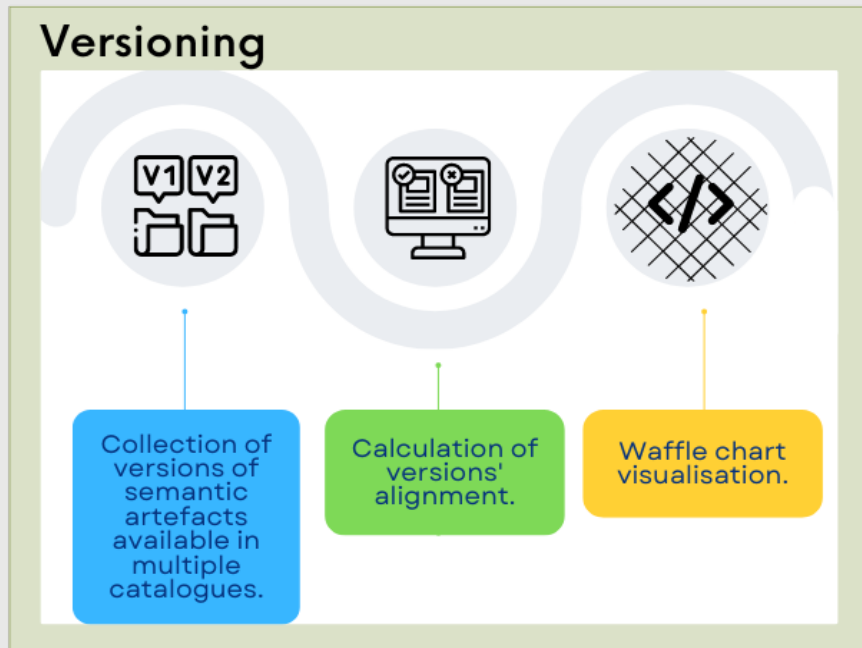 Versioning
V1 V2
</>
Collection of
versions of
semantic
artefacts
available in
multiple
catalogues.
Calculation of
versions'
alignment.
Waffle chart
visualisation.